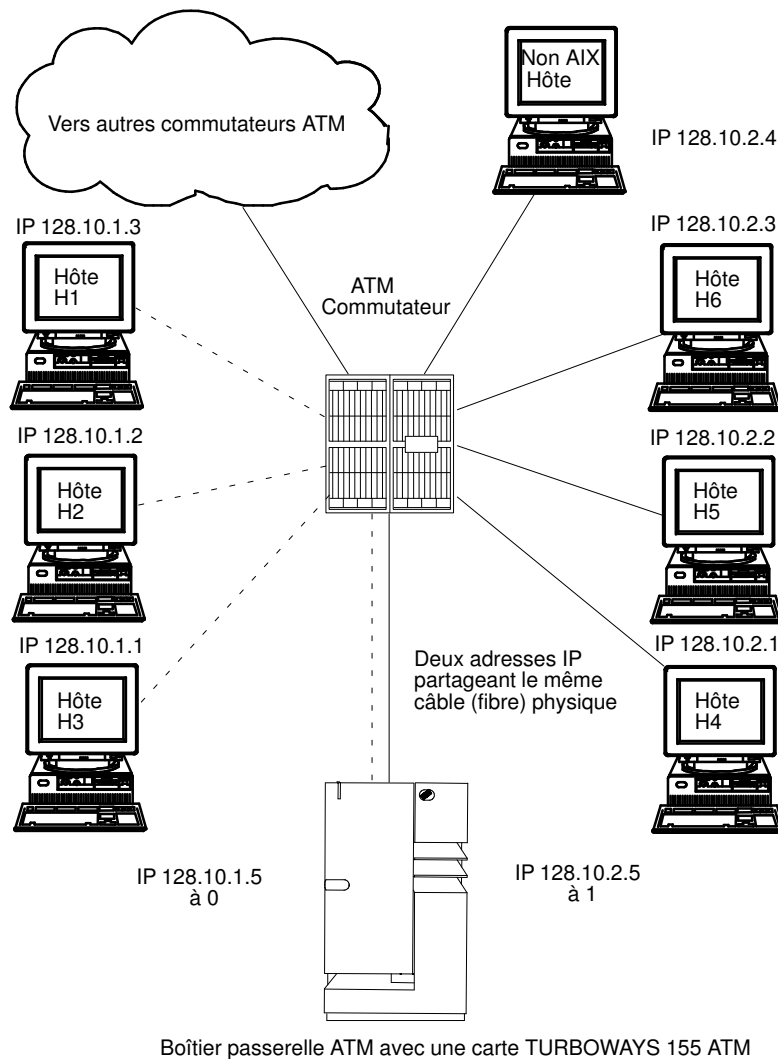 Non AIX
Hôte
Vers autres commutateurs ATM
IP 128.10.2.4
IP 128.10.1.3
IP 128.10.2.3
Hôte
H1
ATM
Commutateur
Hôte
H6
IP 128.10.1.2
IP 128.10.2.2
Hôte
H2
Hôte
H5
IP 128.10.1.1
IP 128.10.2.1
Deux adresses IP
partageant le même
câble (fibre) physique
Hôte
H3
Hôte
H4
IP 128.10.1.5
à 0
IP 128.10.2.5
à 1
Boîtier passerelle ATM avec une carte TURBOWAYS 155 ATM